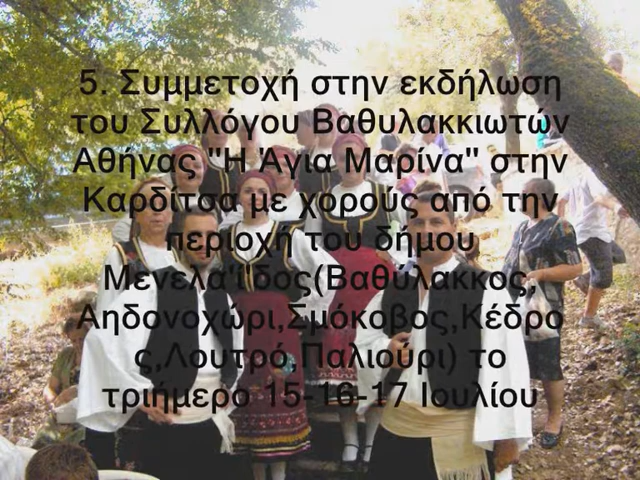 5. Συμμετοχή στην εκδήλωση
του Συλλόγου Βαθυλακκιωτών
Αθήνας "Η Άγια Μαρίνα" στην
Καρδίτσα με χορούς από την
περιοχή του δήμου
Μενελα'ί'δος(Βαθύλακκος,
Αηδονοχώρι,Σμόκοβος,Κέδρο
ς,Λουτρό,Παλιούρι) το
τριήμερο 15-16-17 Ιουλίου